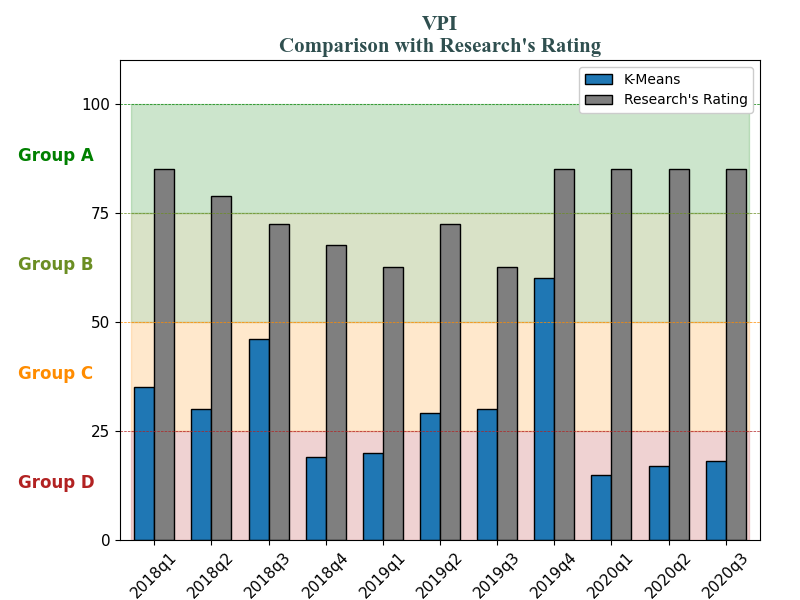 VPI
Comparison with Research's Rating
K-Means
Research's Rating
100
Group A
75
Group B
50
Group C
25
Group D
0
2018q1
2018q2
2018q3
2018q4
2019q1
2019q2
2019q3
2019q4
2020q1
2020q2
2020q3